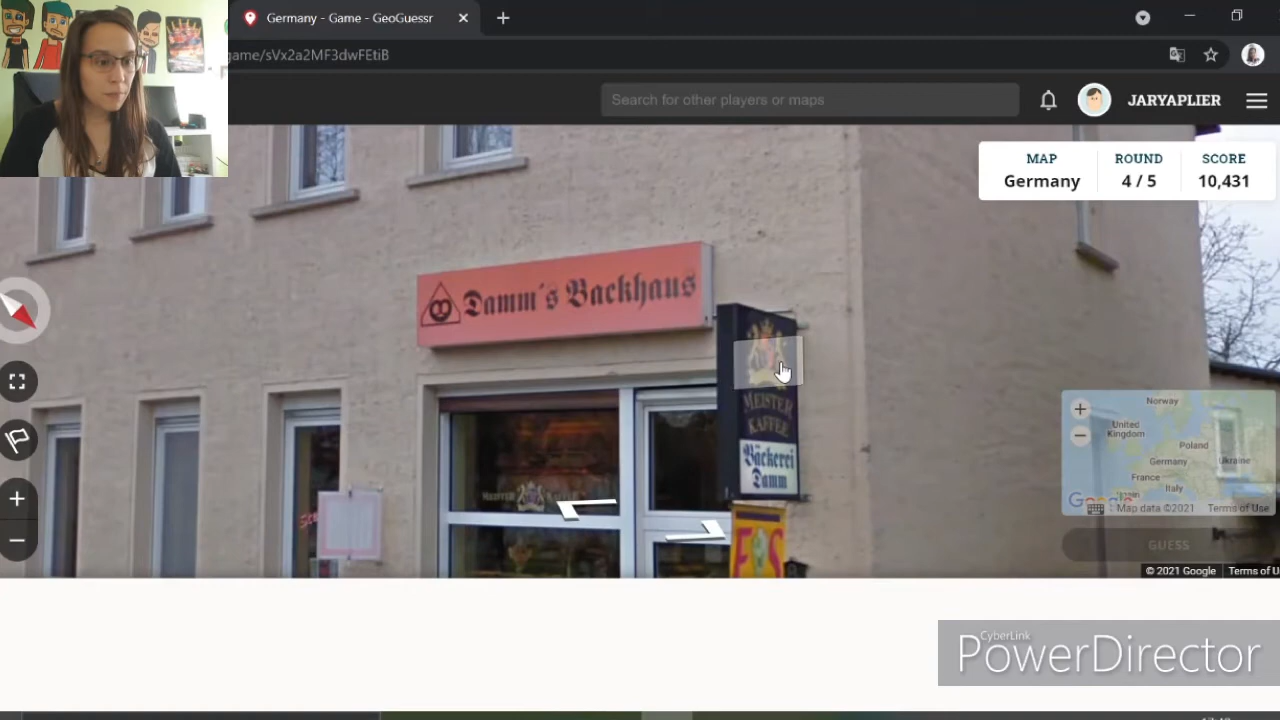 Germany - Game - GeoGuessr
game/sVx2a2MF3dwFEtiB
Search for other players or maps
JARYAPLIER
MAP
ROUND
SCORE
Germany
4 / 5
10,431
Damm´s Backhaus
MEISTER
KAFFEE
Bäckerei
Damm
MEISTER
Norway
United
Kingdom
Poland
Germany
Ukraine
France
Italy
Google
Map data ©2021
Terms of Use
GUESS
© 2021 Google
Terms of U
CyberLink
PowerDirector